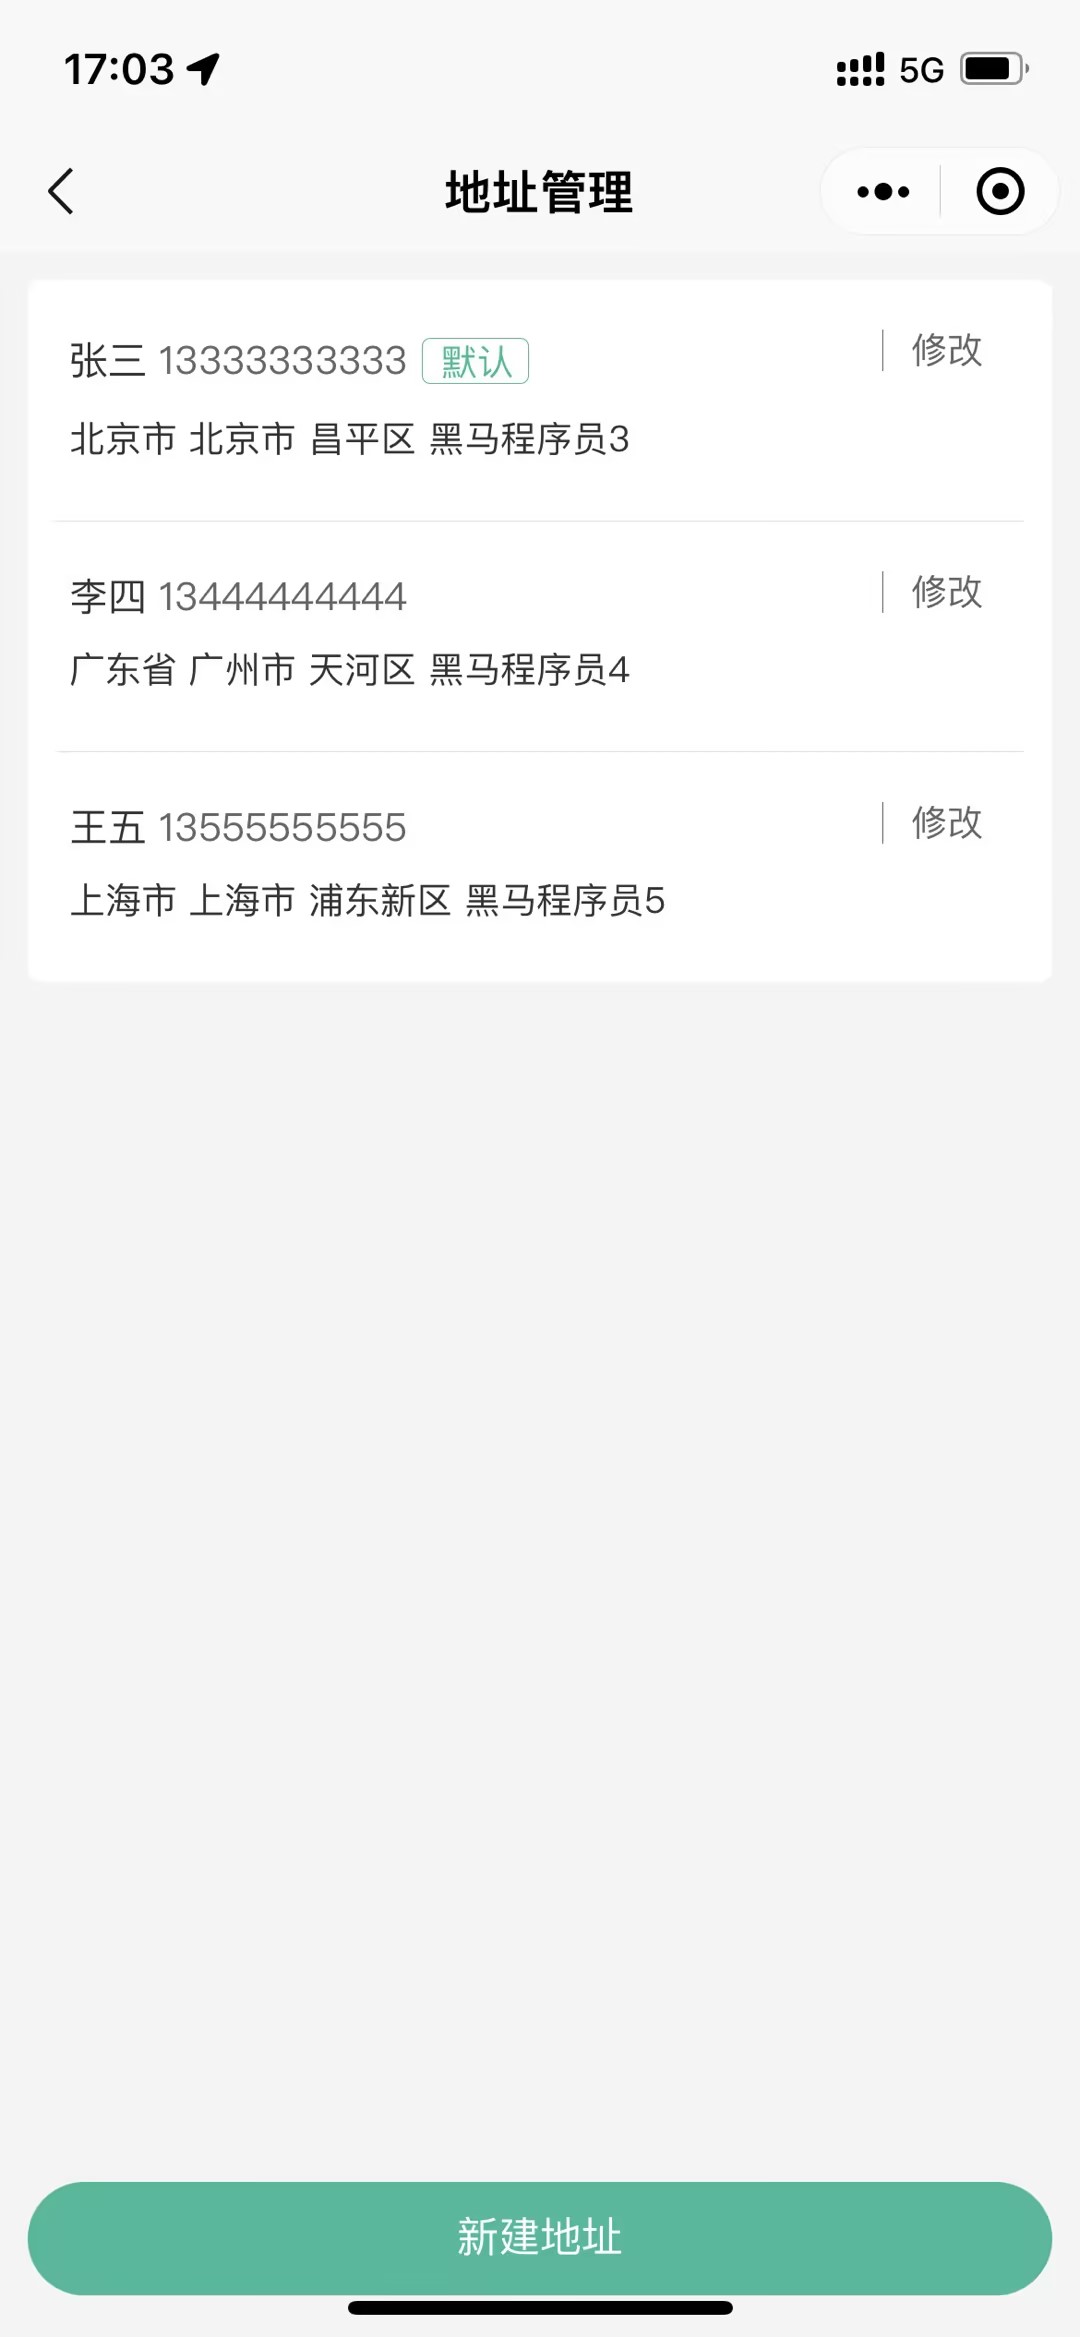 17:03 5G
地址管理
张三 13333333333 默认 修改
北京市 北京市 昌平区 黑马程序员3
李四 13444444444 修改
广东省 广州市 天河区 黑马程序员4
王五 13555555555 修改
上海市 上海市 浦东新区 黑马程序员5
新建地址